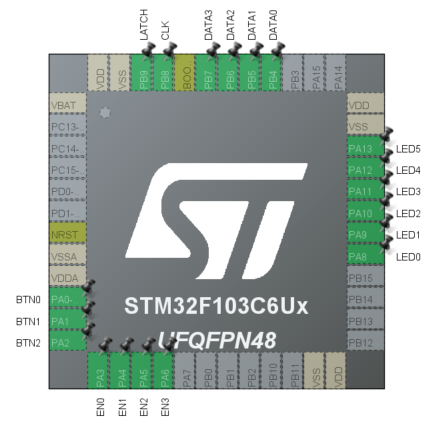 LATCH
CLK
DATA3
DATA2
DATA1
DATA0
VDD
VSS
PB9
PB8
BOO
PB7
PB6
PB5
PB4
PB3
PA15
PA14
VBAT
PC13-
PC14-
PC15-
PD0-
PD1-
NRST
VSSA
VDDA
BTN0 PA0-
BTN1 PA1
BTN2 PA2
VDD
VSS
PA13 LED5
PA12 LED4
PA11 LED3
PA10 LED2
PA9 LED1
PA8 LED0
PB15
PB14
PB13
PB12
ST
STM32F103C6Ux
UFQFPN48
PA3
PA4
PA5
PA6
PA7
PB0
PB1
PB2
PB10
PB11
VSS
VDD
EN0
EN1
EN2
EN3